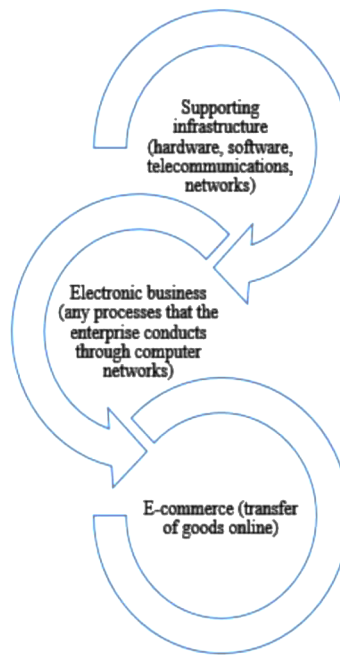 Supporting
infrastructure
(hardware, software,
telecommunications,
networks)
Electronic business
(any processes that the
enterprise conducts
through computer
networks)
E-commerce (transfer
of goods online)